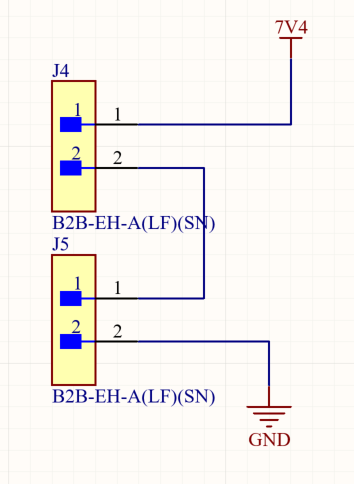 7V4
J4
1 1
2 2
B2B-EH-A(LF)(SN)
J5
1 1
2 2
B2B-EH-A(LF)(SN)
GND